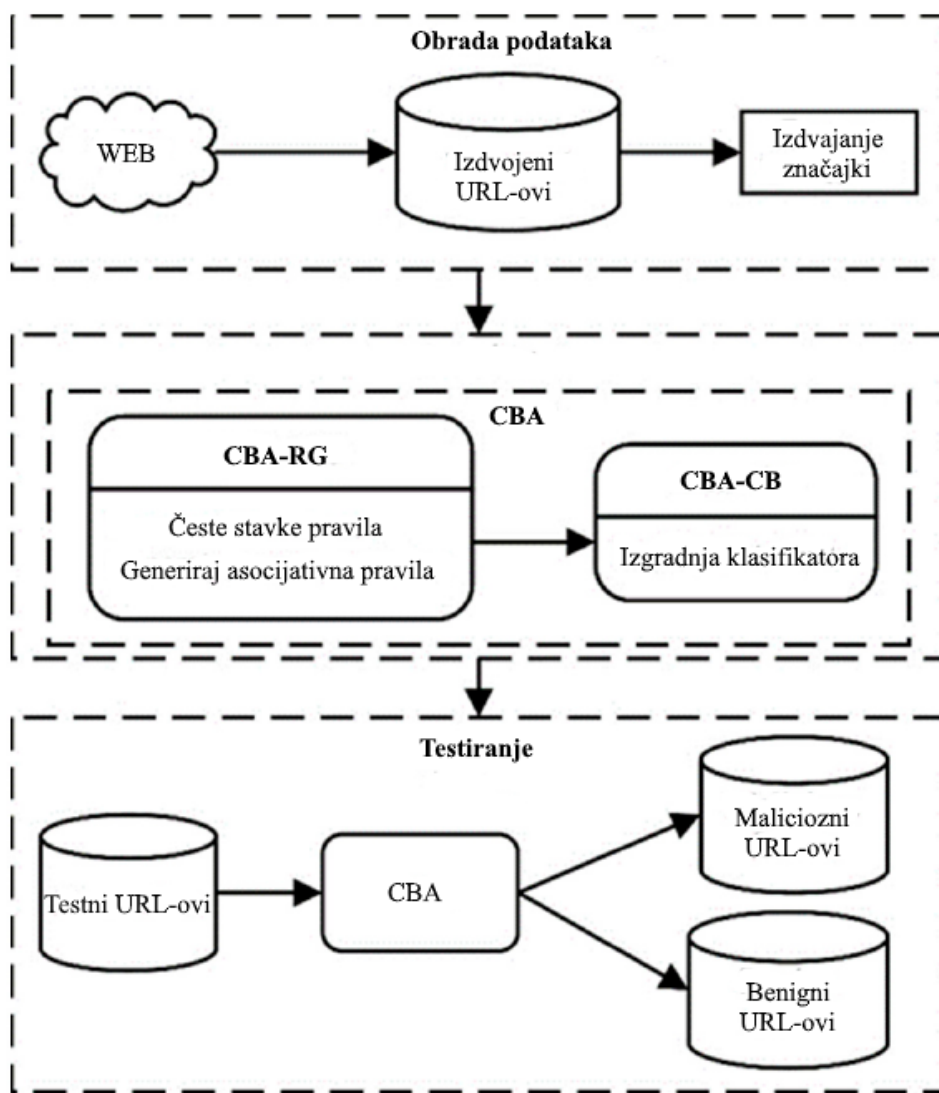 Obrada podataka
WEB
Izdvojeni
URL-ovi
Izdvajanje
značajki
CBA
CBA-RG
Česte stavke pravila
Generiraj asocijativna pravila
CBA-CB
Izgradnja klasifikatora
Testiranje
Testni URL-ovi
CBA
Maliciozni
URL-ovi
Benigni
URL-ovi